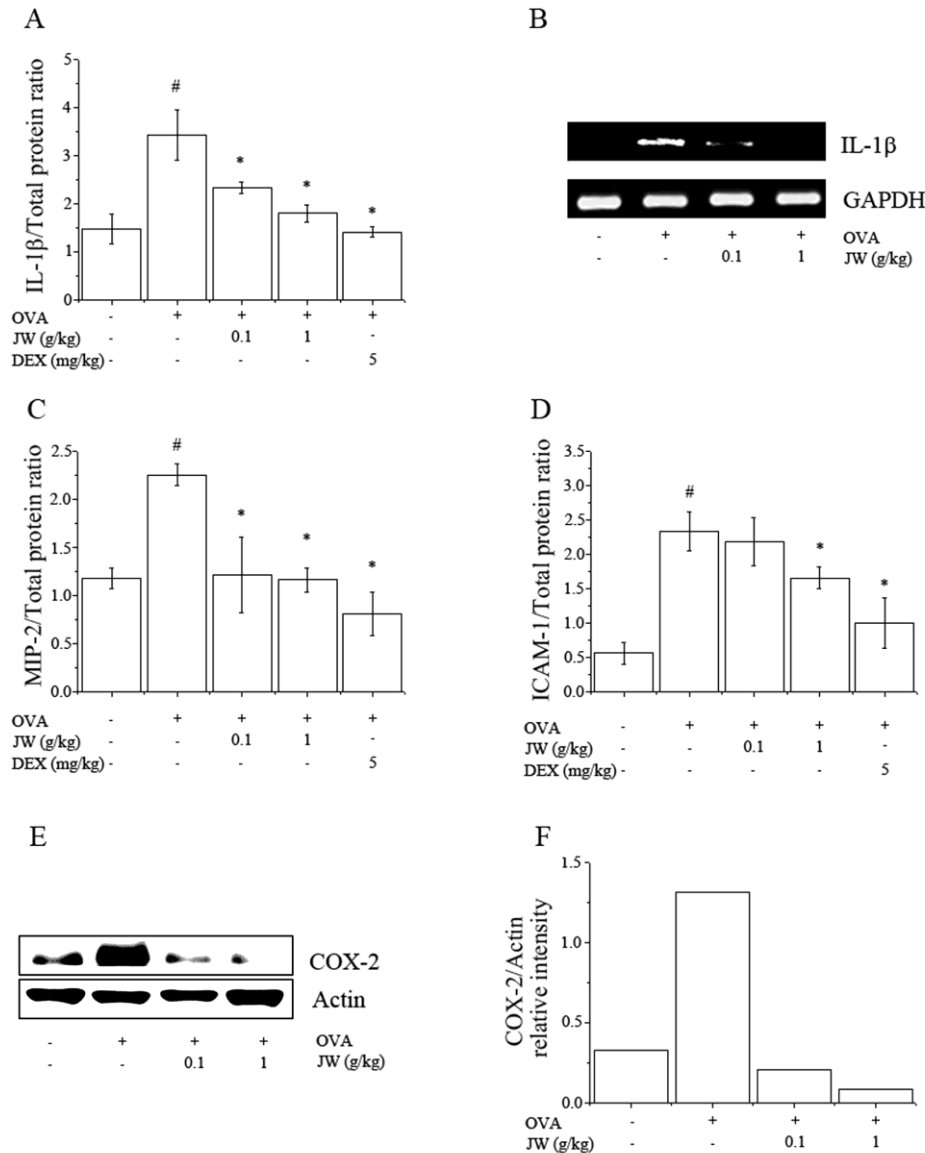 A
IL-1β/Total protein ratio
5
4
3
2
1
0
#
*
*
*
OVA - + + + +
JW (g/kg) - - 0.1 1 -
DEX (mg/kg) - - - - 5
B
IL-1β
GAPDH
- + + + OVA
- - 0.1 1 JW (g/kg)
C
MIP-2/Total protein ratio
2.5
2.0
1.5
1.0
0.5
0.0
#
*
*
*
OVA - + + + +
JW (g/kg) - - 0.1 1 -
DEX (mg/kg) - - - - 5
D
ICAM-1/Total protein ratio
3.5
3.0
2.5
2.0
1.5
1.0
0.5
0.0
#
*
*
OVA - + + + +
JW (g/kg) - - 0.1 1 -
DEX (mg/kg) - - - - 5
E
COX-2
Actin
- + + + OVA
- - 0.1 1 JW (g/kg)
F
COX-2/Actin
relative intensity
1.5
1.0
0.5
0.0
OVA - + + +
JW (g/kg) - - 0.1 1